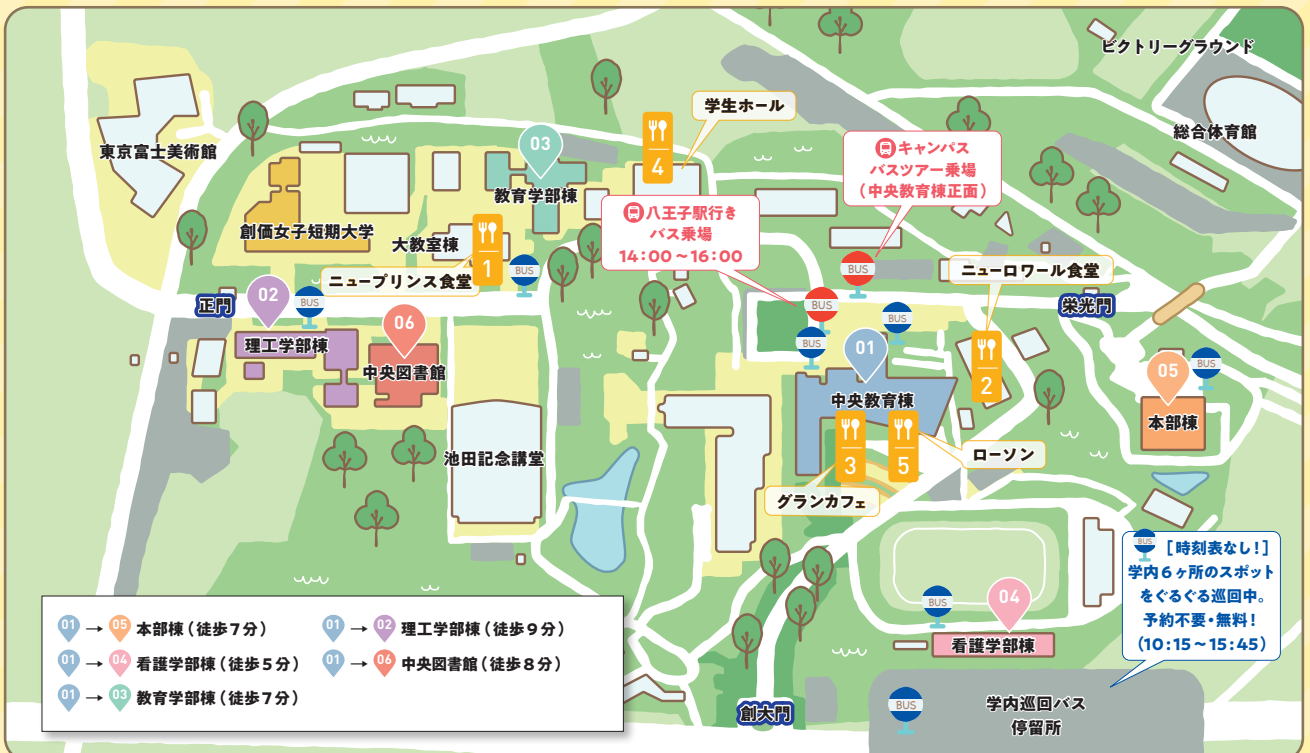 ビクトリーグラウンド
総合体育館
東京富士美術館
03
教育学部棟
4
学生ホール
キャンパス
バスツアー乗場
(中央教育棟正面)
八王子駅行き
バス乗場
14:00〜16:00
創価女子短期大学
大教室棟
1
ニュープリンス食堂
BUS
BUS
ニューロワール食堂
正門
02
BUS
理工学部棟
06
中央図書館
BUS
BUS
BUS
01
中央教育棟
2
栄光門
05
BUS
本部棟
池田記念講堂
3
5
ローソン
グランカフェ
BUS
[時刻表なし!]
学内6ヶ所のスポット
をぐるぐる巡回中。
予約不要・無料!
(10:15〜15:45)
BUS
04
看護学部棟
01 → 05 本部棟(徒歩7分)
01 → 04 看護学部棟(徒歩5分)
01 → 03 教育学部棟(徒歩7分)
01 → 02 理工学部棟(徒歩9分)
01 → 06 中央図書館(徒歩8分)
創大門
BUS
学内巡回バス
停留所